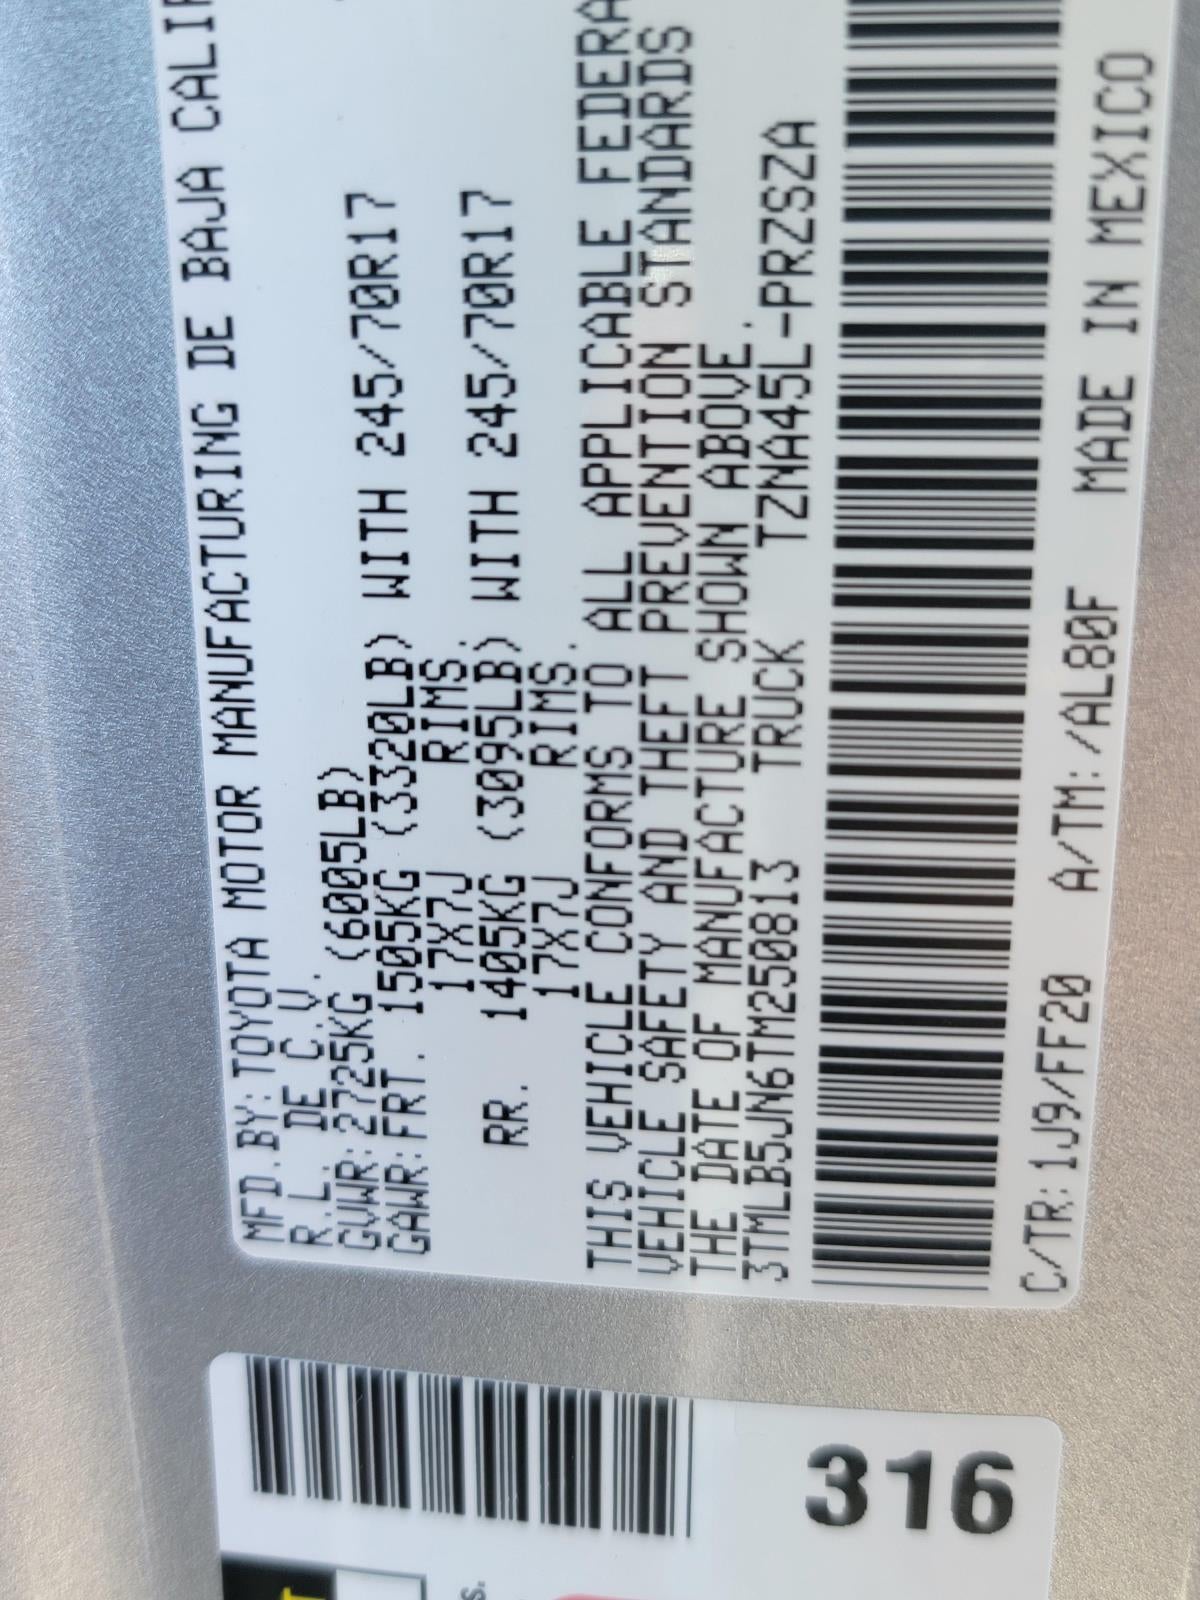 MFD.BY:TOYOTA MOTOR MANUFACTURING DE BAJA CALIF
R.L. DE C.V.
GVWR:2725KG (6005LB)
GAWR:FRT. 1505KG (3320LB) WITH 245/70R17
17X7J RIMS,
RR. 1405KG (3095LB) WITH 245/70R17
17X7J RIMS.
THIS VEHICLE CONFORMS TO ALL APPLICABLE FEDERA
VEHICLE SAFETY AND THEFT PREVENTION STANDARDS
THE DATE OF MANUFACTURE SHOWN ABOVE.
3TMLB5JN6TM250813 TRUCK TZNA45L-PRZSZA
C/TR:1J9/FF20 A/TM:/AL80F MADE IN MEXICO
316
s.